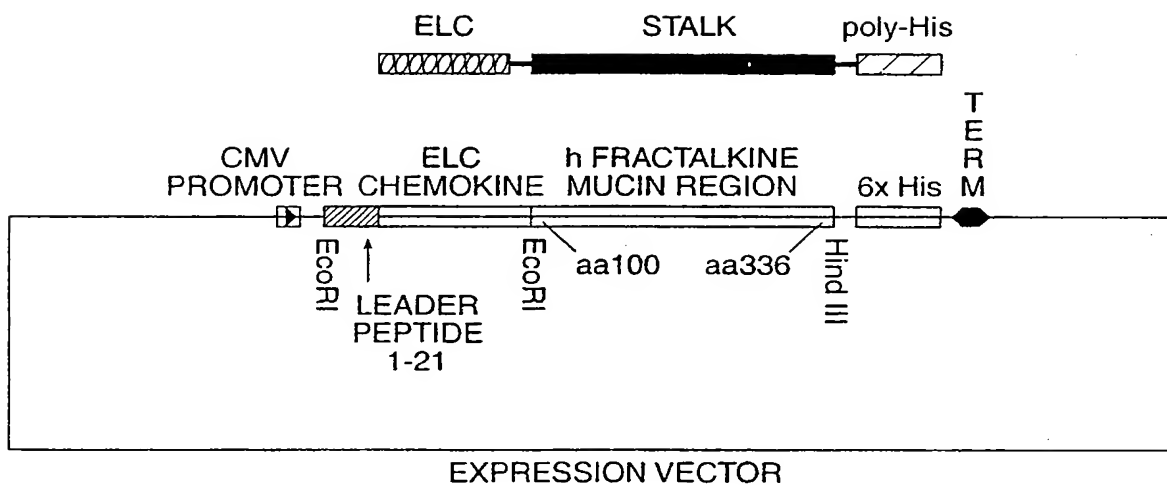 ELC STALK poly-His
TERM
CMV ELC h FRACTALKINE
PROMOTER CHEMOKINE MUCIN REGION 6x His
EcoRI EcoRI aa100 aa336 Hind III
LEADER
PEPTIDE
1-21
EXPRESSION VECTOR